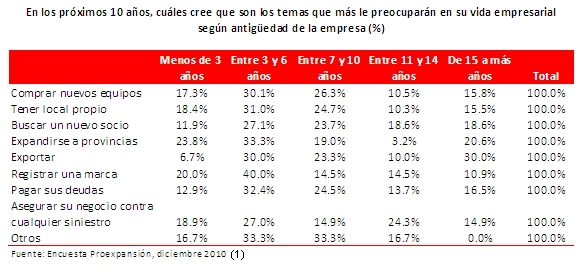 En los próximos 10 años, cuáles cree que son los temas que más le preocuparán en su vida empresarial
según antigüedad de la empresa (%)
Menos de 3 Entre 3 y 6 Entre 7 y 10 Entre 11 y 14 De 15 a más
años años años años años Total
Comprar nuevos equipos 17.3% 30.1% 26.3% 10.5% 15.8% 100.0%
Tener local propio 18.4% 31.0% 24.7% 10.3% 15.5% 100.0%
Buscar un nuevo socio 11.9% 27.1% 23.7% 18.6% 18.6% 100.0%
Expandirse a provincias 23.8% 33.3% 19.0% 3.2% 20.6% 100.0%
Exportar 6.7% 30.0% 23.3% 10.0% 30.0% 100.0%
Registrar una marca 20.0% 40.0% 14.5% 14.5% 10.9% 100.0%
Pagar sus deudas 12.9% 32.4% 24.5% 13.7% 16.5% 100.0%
Asegurar su negocio contra
cualquier siniestro 18.9% 27.0% 14.9% 24.3% 14.9% 100.0%
Otros 16.7% 33.3% 33.3% 16.7% 0.0% 100.0%
Fuente: Encuesta Proexpansión, diciembre 2010 (1)